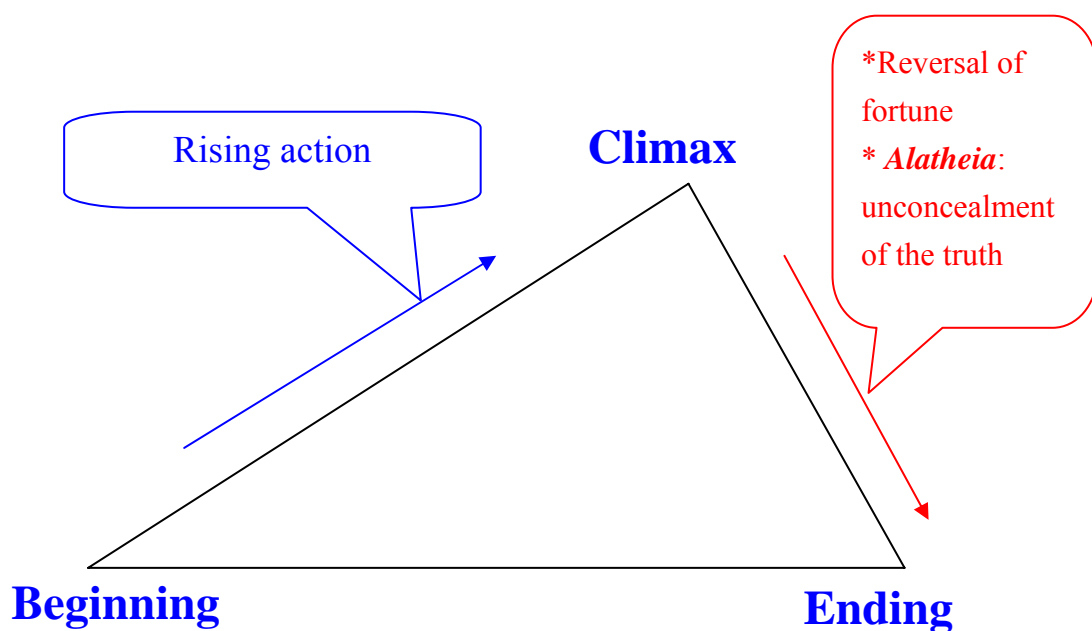 *Reversal of
fortune
* Alatheia:
unconcealment
of the truth
Rising action
Climax
Beginning
Ending